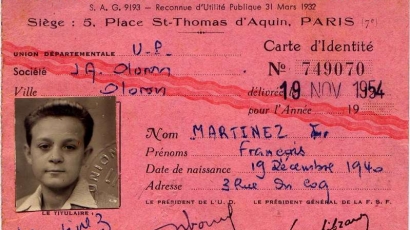 S. A. G. 9193 — Reconnue d'Utilité Publique 31 Mars 1932
Siège : 5, Place St-Thomas d'Aquin, PARIS (7e)
UNION DÉPARTEMENTALE U-P.
Carte d'Identité
Société J.A. Oloron
No 749070
Ville Oloron
délivrée 19 NOV 1954
pour l'Année 19
Nom MARTINEZ
Prénoms François
Date de naissance 19 Décembre 1940
Adresse 3 Rue du Coq
UNION
LE TITULAIRE :
LE PRÉSIDENT DE L'U.D.
LE PRÉSIDENT GÉNÉRAL DE LA F.S.F.